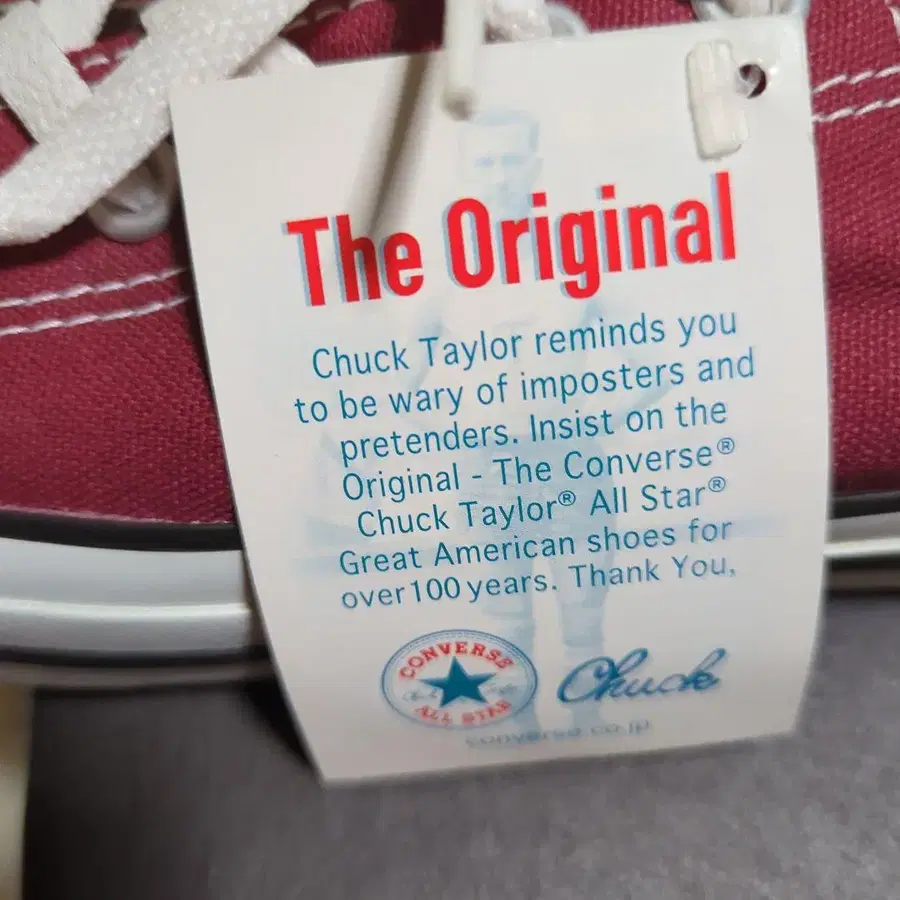 The Original
Chuck Taylor reminds you
to be wary of imposters and
pretenders. Insist on the
Original - The Converse®
Chuck Taylor® All Star®
Great American shoes for
over 100 years. Thank You,
CONVERSE
ALL STAR
Chuck
converse.co.jp